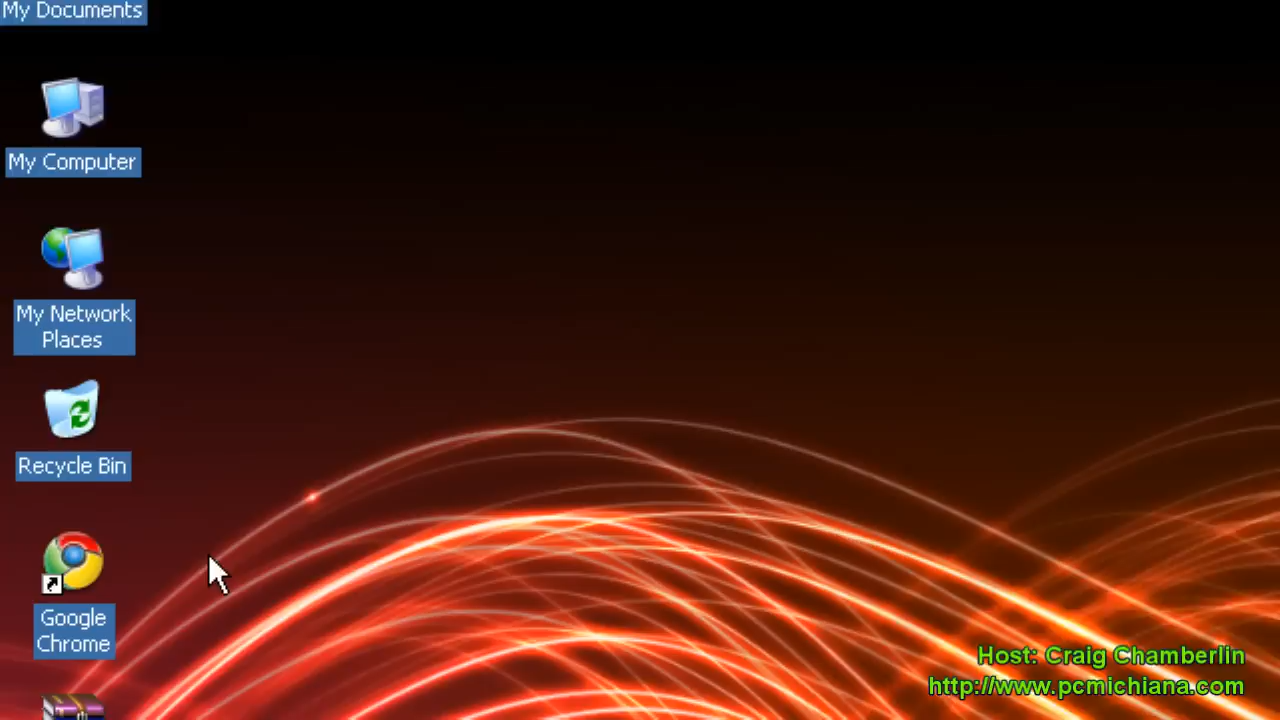 My Documents
My Computer
My Network
Places
Recycle Bin
Google
Chrome
Host: Craig Chamberlin
http://www.pcmichiana.com